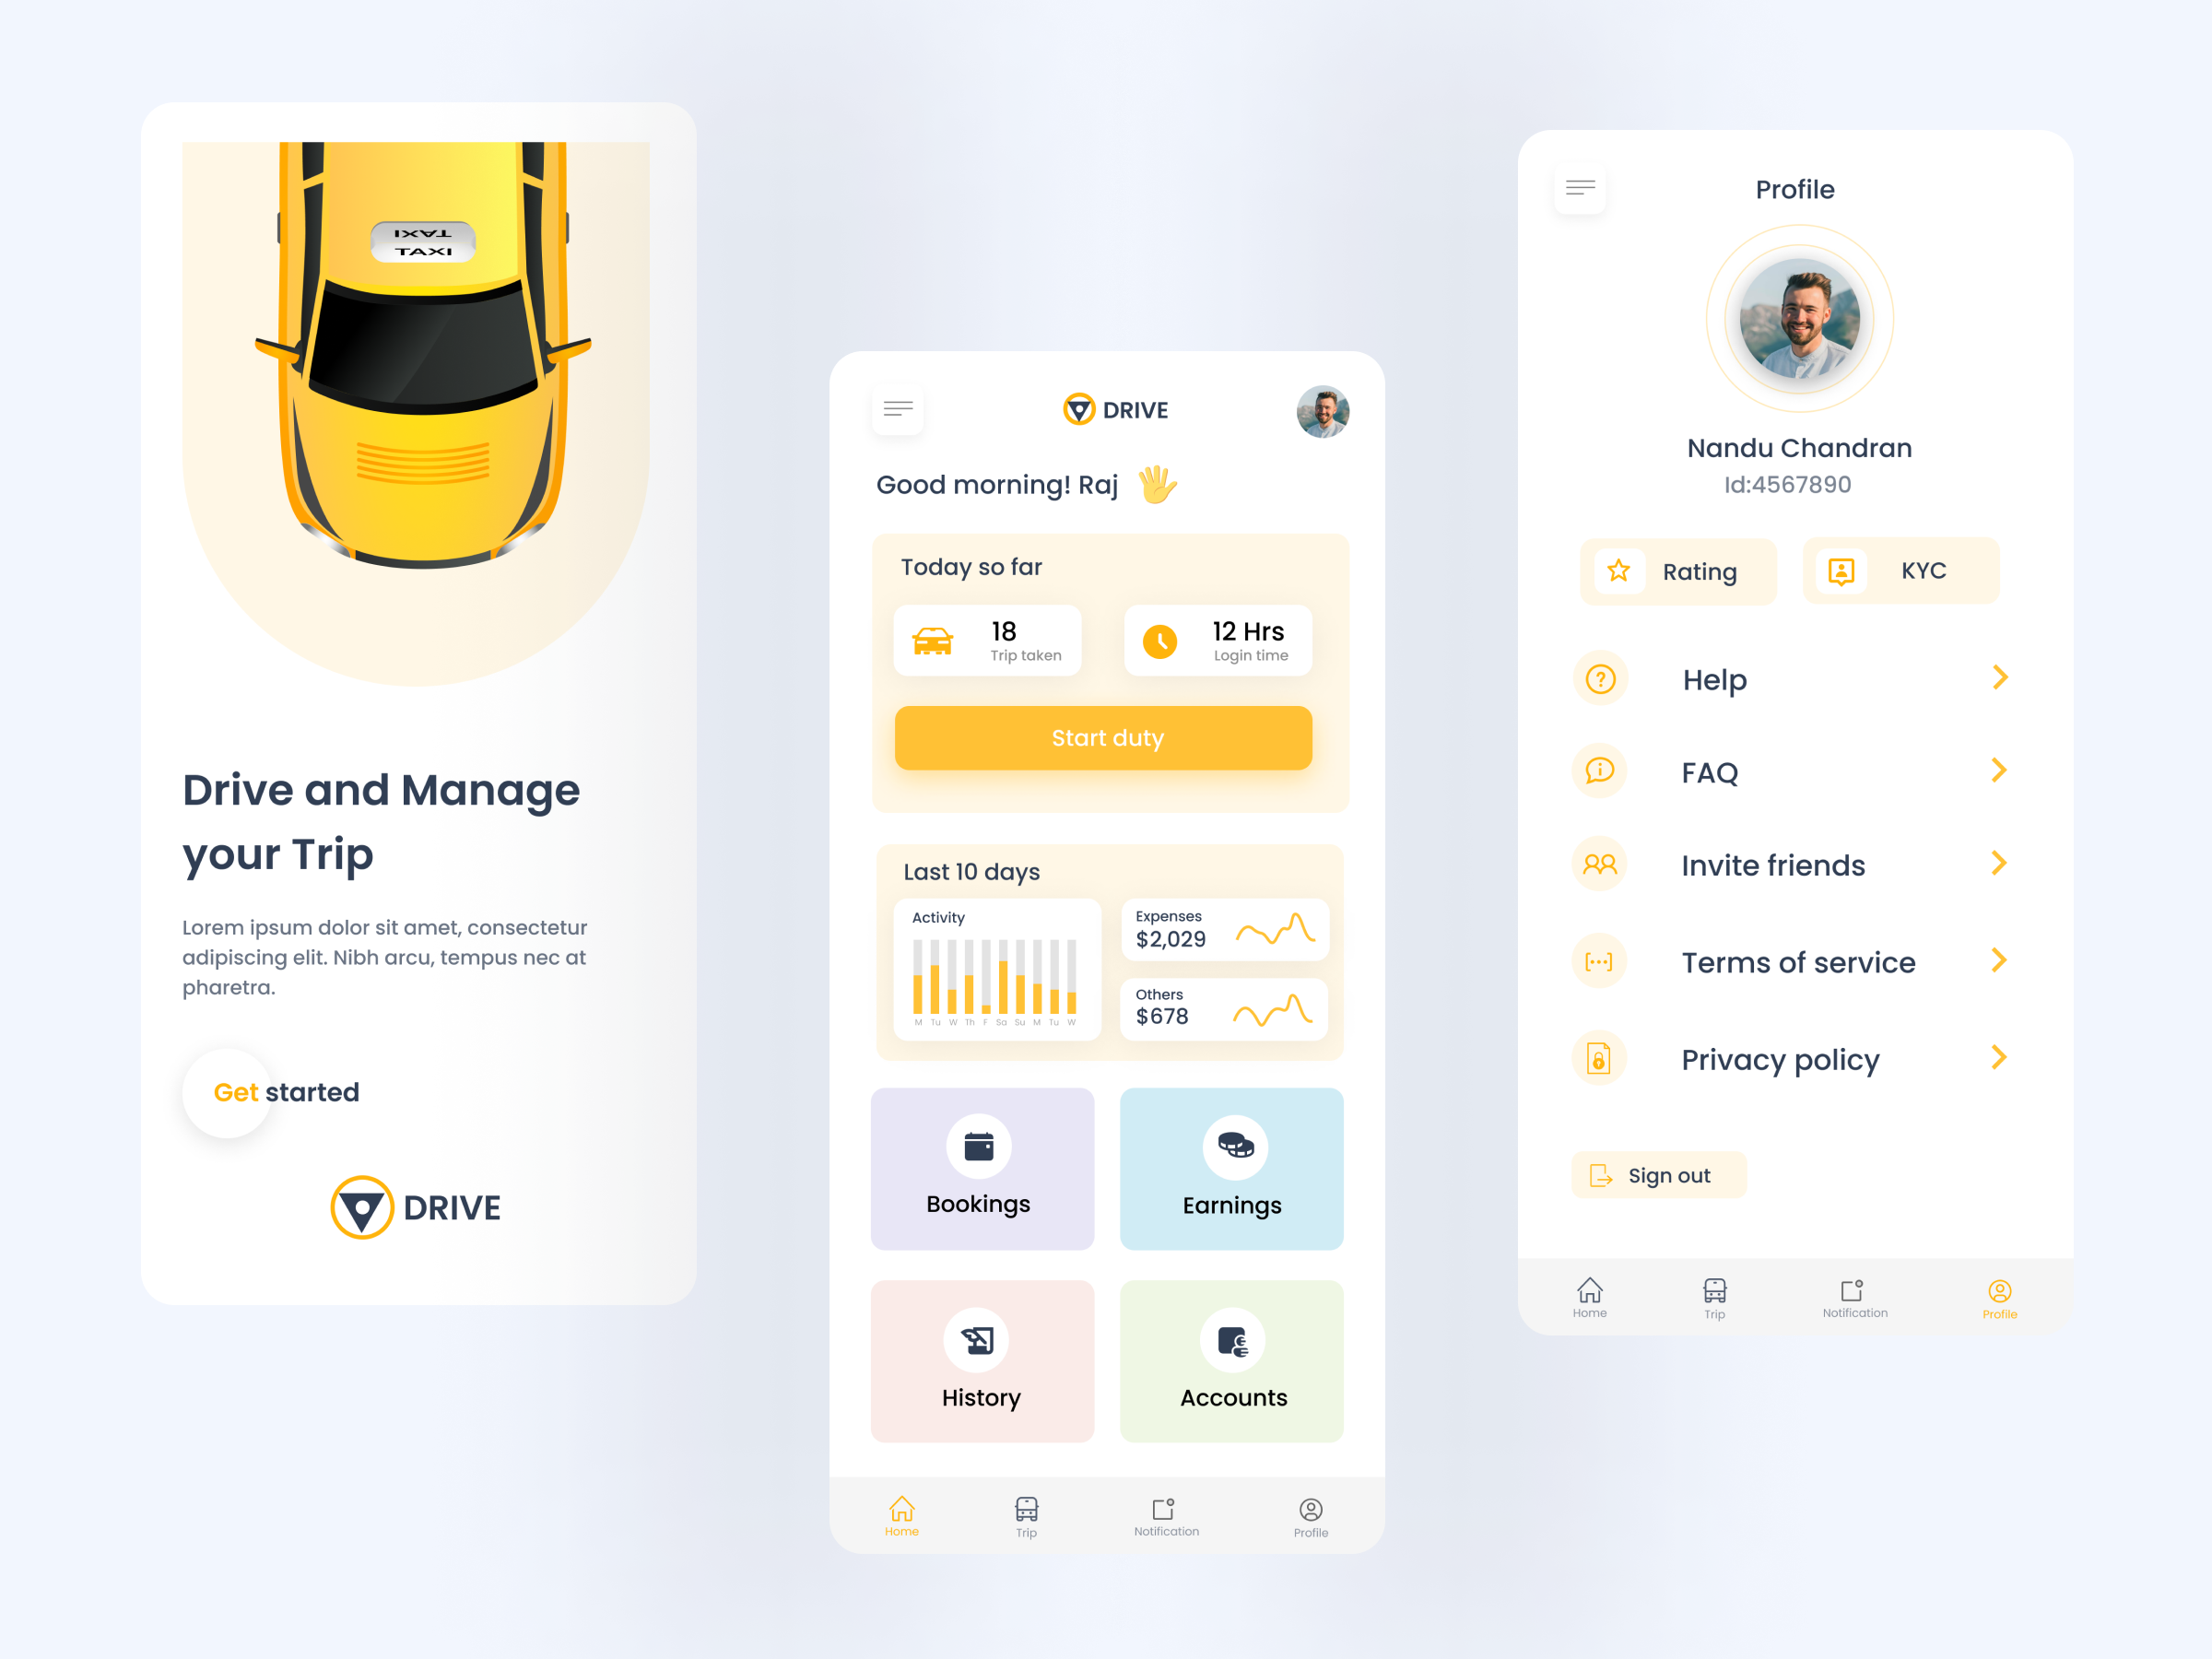 TAXI
TAXI
Drive and Manage
your Trip
Lorem ipsum dolor sit amet, consectetur
adipiscing elit. Nibh arcu, tempus nec at
pharetra.
Get started
DRIVE
DRIVE
Good morning! Raj
Today so far
18
Trip taken
12 Hrs
Login time
Start duty
Last 10 days
Activity
M Tu W Th F Sa Su M Tu W
Expenses
$2,029
Others
$678
Bookings
Earnings
History
Accounts
Home
Trip
Notification
Profile
Profile
Nandu Chandran
Id:4567890
Rating
KYC
Help
FAQ
Invite friends
Terms of service
Privacy policy
Sign out
Home
Trip
Notification
Profile